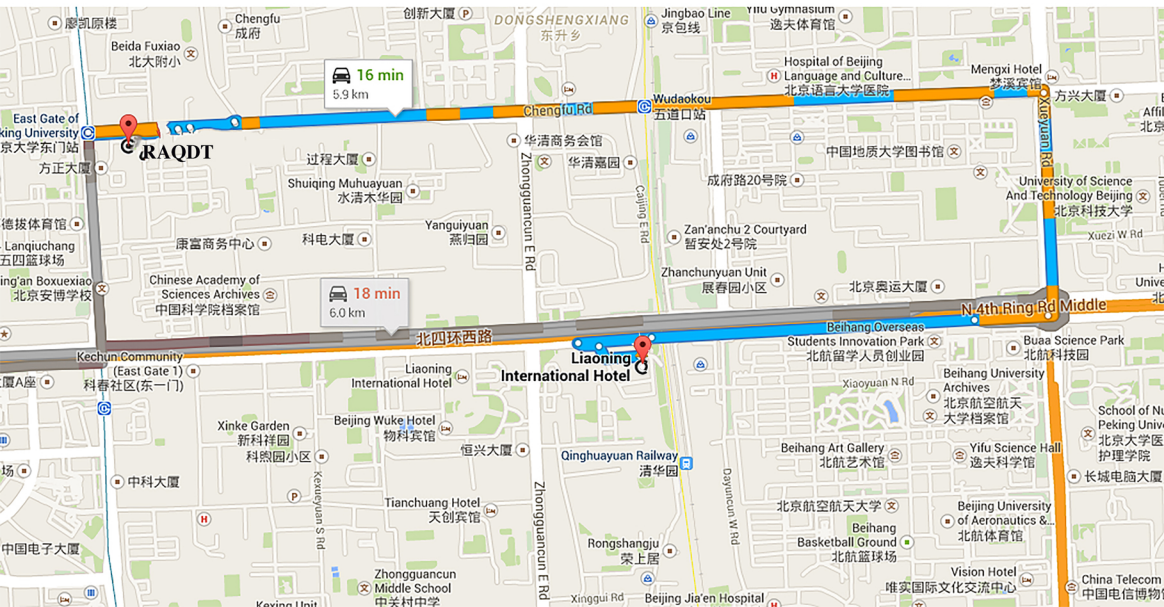 廖凯原楼
Chengfu
成府
创新大厦
DONGSHENGXIANG
东升乡
Jingbao Line
京包线
Yifu Gymnasium
逸夫体育馆
Beida Fuxiao
北大附小
16 min
5.9 km
Hospital of Beijing
Language and Culture...
北京语言大学医院
Mengxi Hotel
梦溪宾馆
方兴大厦
East Gate of
king University
京大学东门站
RAQDT
方正大厦
Chengfu Rd
Wudaokou
五道口站
Xueyuan Rd
华清商务会馆
华清嘉园
过程大厦
Shuiqing Muhuayuan
水清木华园
Zhongguancun E Rd
Caijing E Rd
中国地质大学图书馆
成府路20号院
University of Science
And Technology Beijing
北京科技大学
德拔体育馆
Lanqiuchang
五四篮球场
康富商务中心
科电大厦
Yanguiyuan
燕归园
Zan'anchu 2 Courtyard
暂安处2号院
Xuezi W Rd
ing'an Boxuexiao
北京安博学校
Chinese Academy of
Sciences Archives
中国科学院档案馆
18 min
6.0 km
Zhanchunyuan Unit
展春园小区
北京奥运大厦
N 4th Ring Rd Middle
北四环西路
Kechun Community
(East Gate 1)
科春社区(东一门)
厦A座
Liaoning
International Hotel
Liaoning
International Hotel
Beihang Overseas
Students Innovation Park
北航留学人员创业园
Buaa Science Park
北航科技园
Xiaoyuan N Rd
Beihang University
Archives
北京航空航天
大学档案馆
Xinke Garden
新科祥园
科煦园小区
Beijing Wuke Hotel
物科宾馆
恒兴大厦
Qinghuayuan Railway
清华园
Beihang Art Gallery
北航艺术馆
Yifu Science Hall
逸夫科学馆
School of Nu
Peking Unive
北京大学医
护理学院
长城电脑大厦
场
中科大厦
Kexueyuan S Rd
Tianchuang Hotel
天创宾馆
Zhongguancun E Rd
Dayuncun W Rd
北京航空航天大学
Beihang
Basketball Ground
北航篮球场
Beijing University
of Aeronautics &...
北航体育馆
中国电子大厦
Rongshangju
荣上居
Zhongguancun
Middle School
中关村中学
Vision Hotel
唯实国际文化交流中心
China Telecom
中国电信博物
Kexing Unit
Xinggui Rd
Beijing Jia'en Hospital